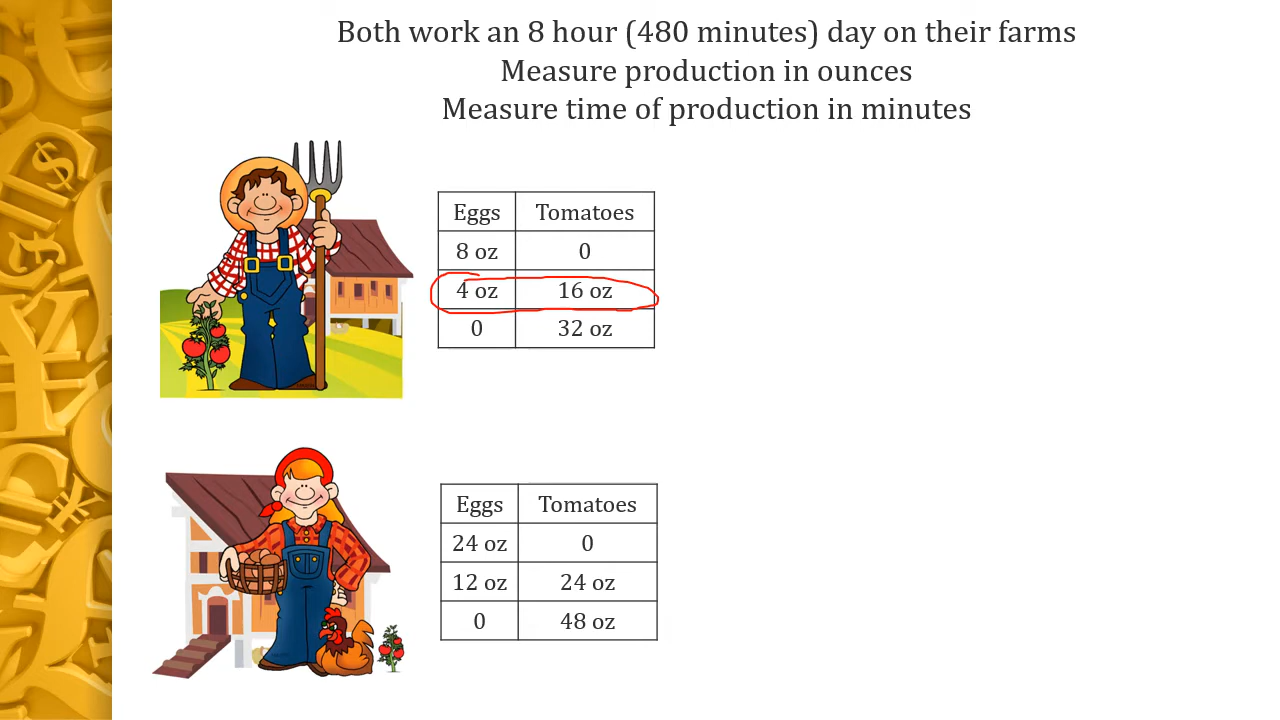 Both work an 8 hour (480 minutes) day on their farms
Measure production in ounces
Measure time of production in minutes
Eggs Tomatoes
8 oz 0
4 oz 16 oz
0 32 oz
Eggs Tomatoes
24 oz 0
12 oz 24 oz
0 48 oz